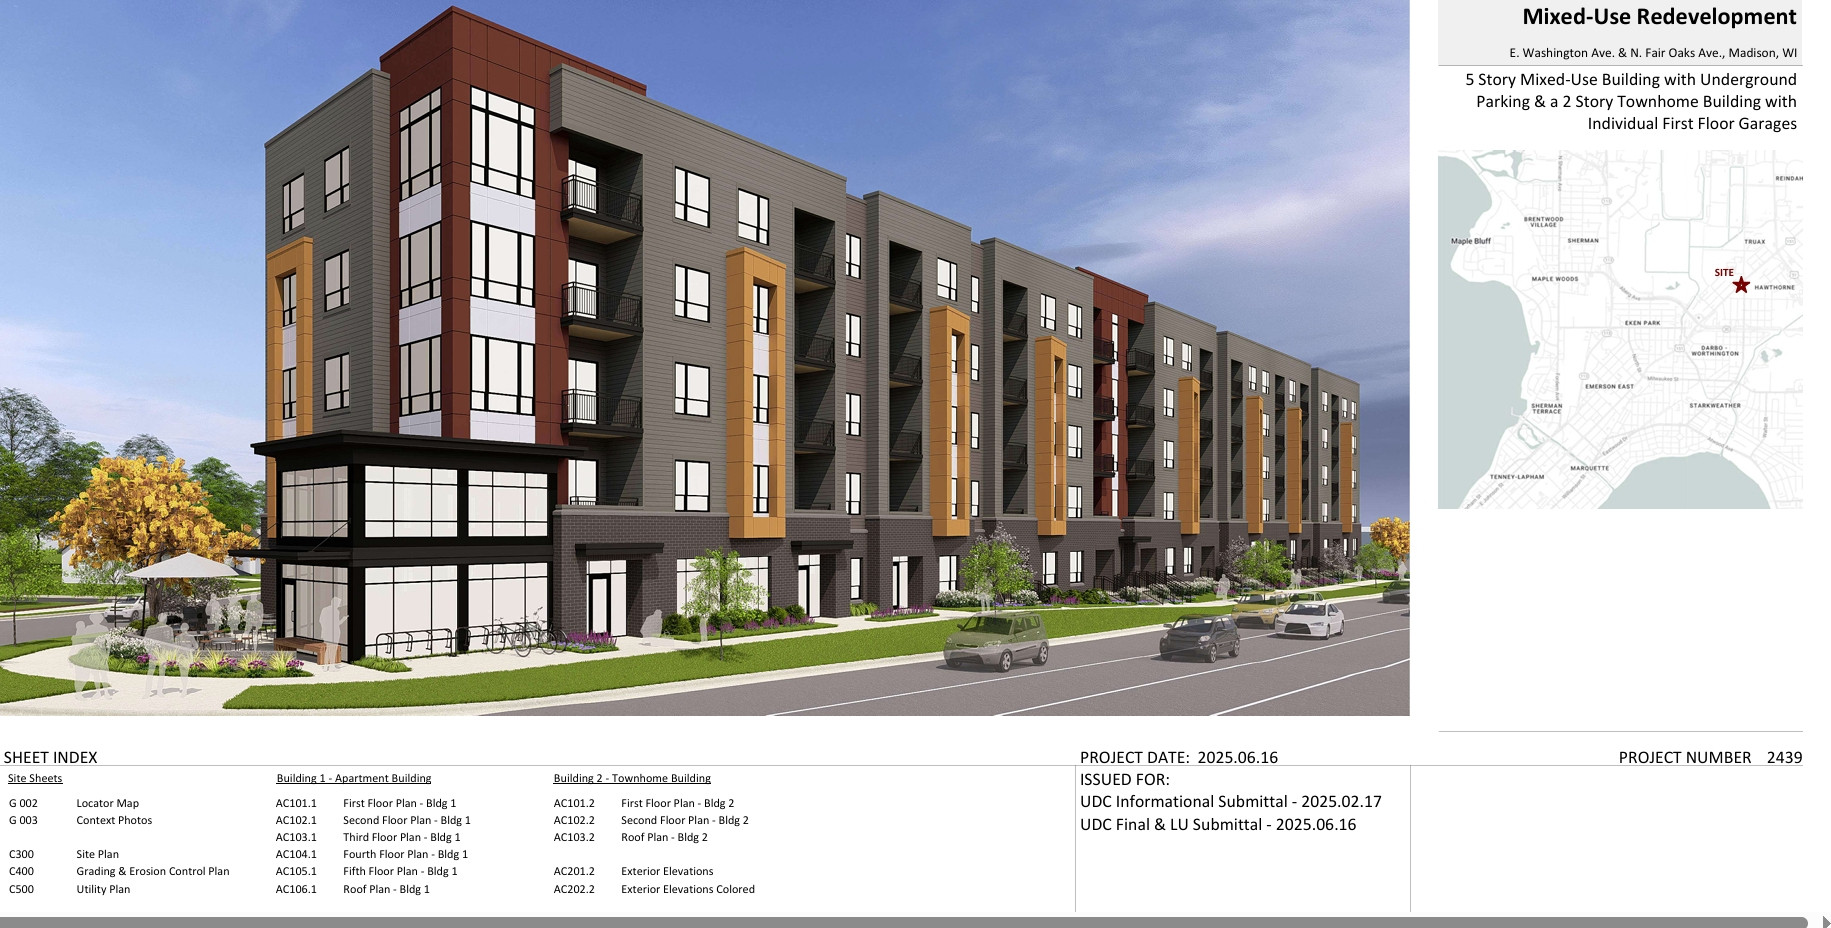 Mixed-Use Redevelopment
E. Washington Ave. & N. Fair Oaks Ave., Madison, WI
5 Story Mixed-Use Building with Underground
Parking & a 2 Story Townhome Building with
Individual First Floor Garages
REINDAH
BRENTWOOD
VILLAGE
Maple Bluff
SHERMAN
TRUAX
SITE
MAPLE WOODS
HAWTHORNE
EKEN PARK
DARBO -
WORTHINGTON
EMERSON EAST
SHERMAN
TERRACE
STARKWEATHER
MARQUETTE
TENNEY-LAPHAM
SHEET INDEX
Site Sheets
G 002 Locator Map
G 003 Context Photos
C300 Site Plan
C400 Grading & Erosion Control Plan
C500 Utility Plan
Building 1 - Apartment Building
AC101.1 First Floor Plan - Bldg 1
AC102.1 Second Floor Plan - Bldg 1
AC103.1 Third Floor Plan - Bldg 1
AC104.1 Fourth Floor Plan - Bldg 1
AC105.1 Fifth Floor Plan - Bldg 1
AC106.1 Roof Plan - Bldg 1
Building 2 - Townhome Building
AC101.2 First Floor Plan - Bldg 2
AC102.2 Second Floor Plan - Bldg 2
AC103.2 Roof Plan - Bldg 2
AC201.2 Exterior Elevations
AC202.2 Exterior Elevations Colored
PROJECT DATE: 2025.06.16
ISSUED FOR:
UDC Informational Submittal - 2025.02.17
UDC Final & LU Submittal - 2025.06.16
PROJECT NUMBER 2439